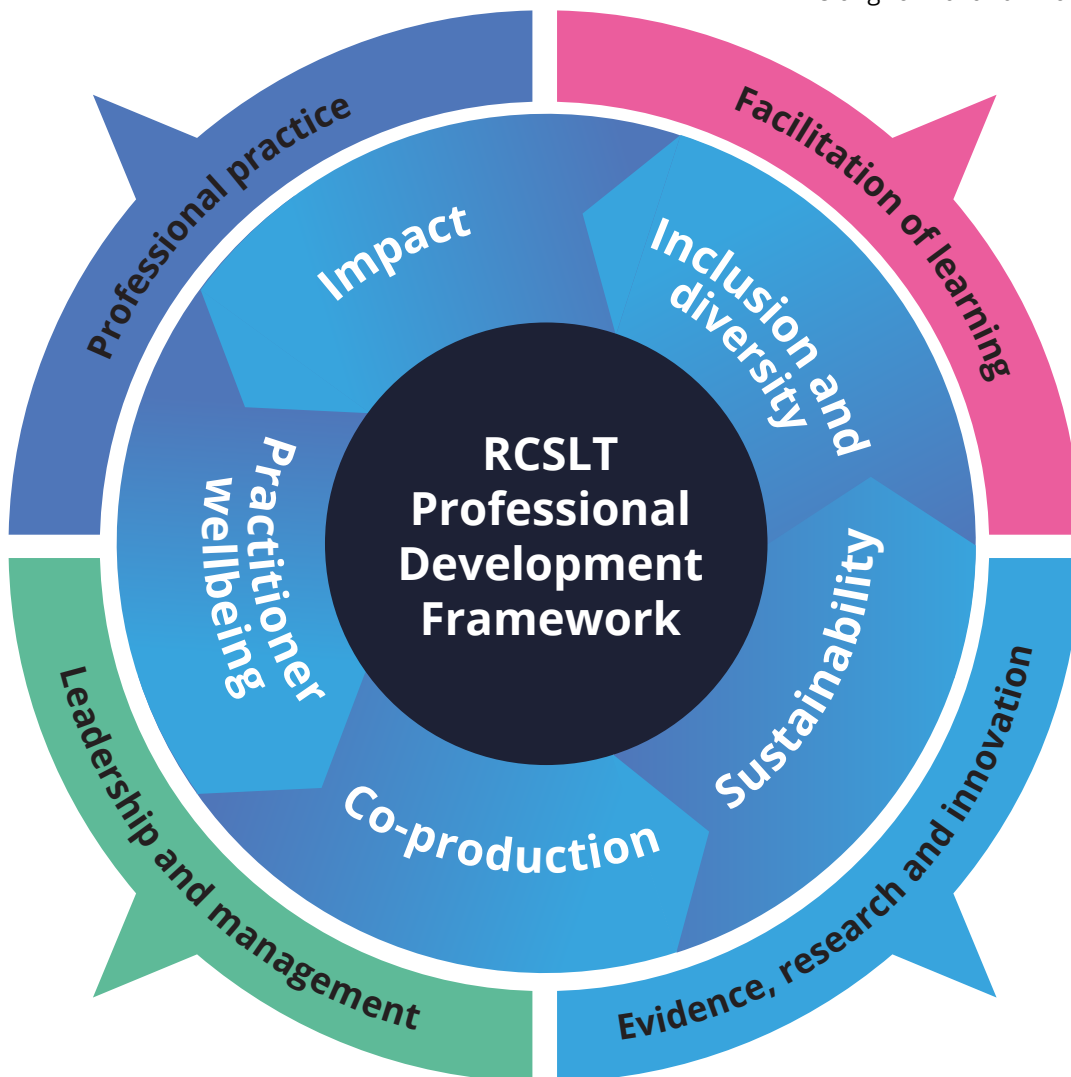 Professional practice
Facilitation of learning
Impact
Inclusion and
diversity
RCSLT
Professional
Development
Framework
Practitioner
wellbeing
Sustainability
Co-production
Leadership and management
Evidence, research and innovation